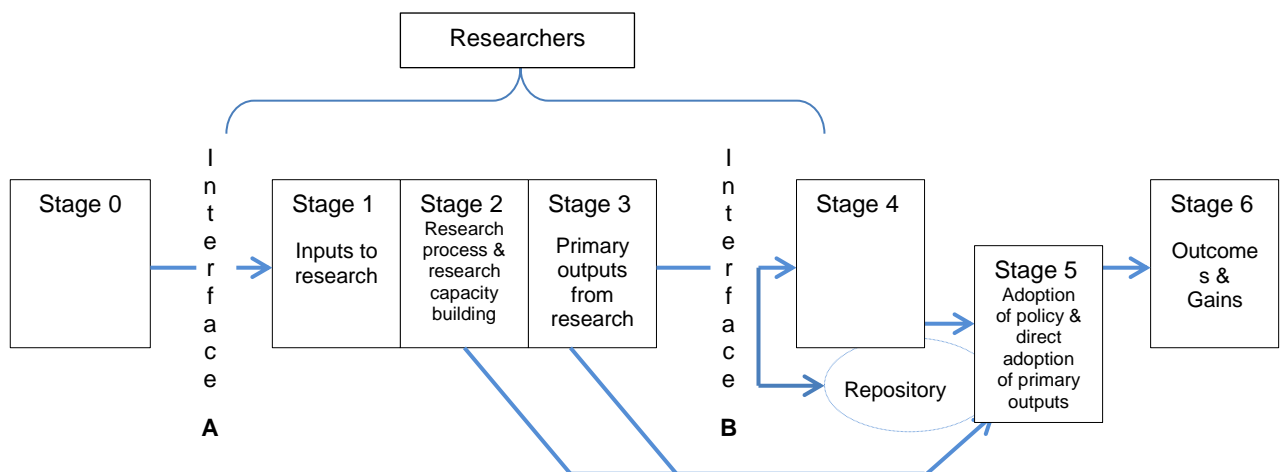 Researchers
Stage 0
Interface
A
Stage 1
Inputs to
research
Stage 2
Research
process &
research
capacity
building
Stage 3
Primary
outputs
from
research
Interface
B
Stage 4
Repository
Stage 5
Adoption
of policy &
direct
adoption
of primary
outputs
Stage 6
Outcome
s &
Gains